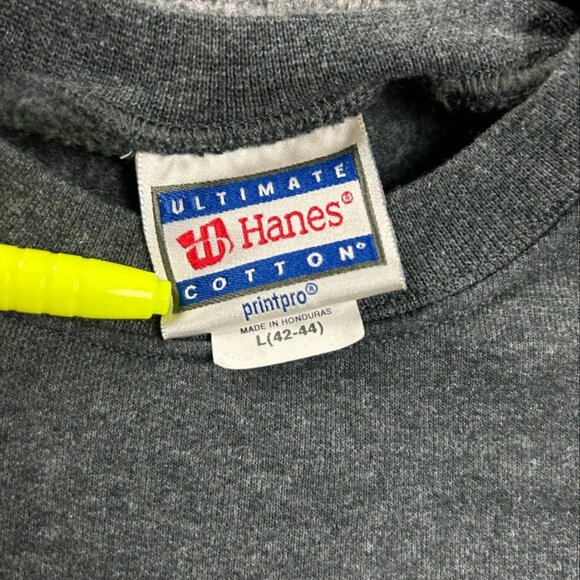 ULTIMATE
Hanes®
COTTON®
printpro®
MADE IN HONDURAS
L(42-44)